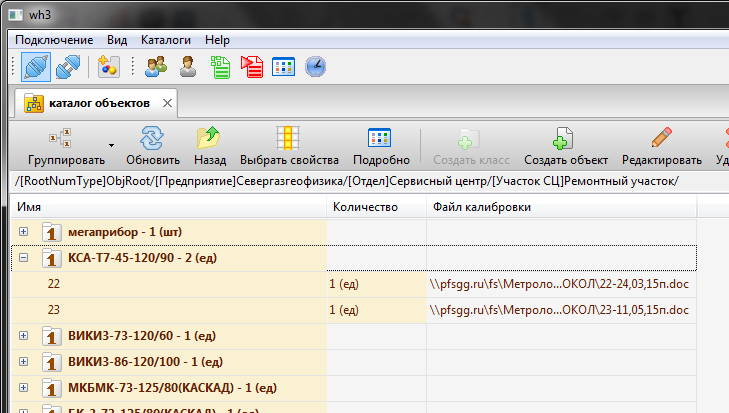 wh3
Подключение Вид Каталоги Help
каталог объектов
Группировать Обновить Назад Выбрать свойства Подробно Создать класс Создать объект Редактировать
/[RootNumType]ObjRoot/[Предприятие]Севергазгеофизика/[Отдел]Сервисный центр/[Участок СЦ]Ремонтный участок/
Имя Количество Файл калибровки
мегаприбор - 1 (шт)
КСА-Т7-45-120/90 - 2 (ед)
22 1 (ед) \\pfsgg.ru\fs\Метроло...ОКОЛ\22-24,03,15п.doc
23 1 (ед) \\pfsgg.ru\fs\Метроло...ОКОЛ\23-11,05,15п.doc
ВИКИЗ-73-120/60 - 1 (ед)
ВИКИЗ-86-120/100 - 1 (ед)
МКБМК-73-125/80(КАСКАД) - 1 (ед)